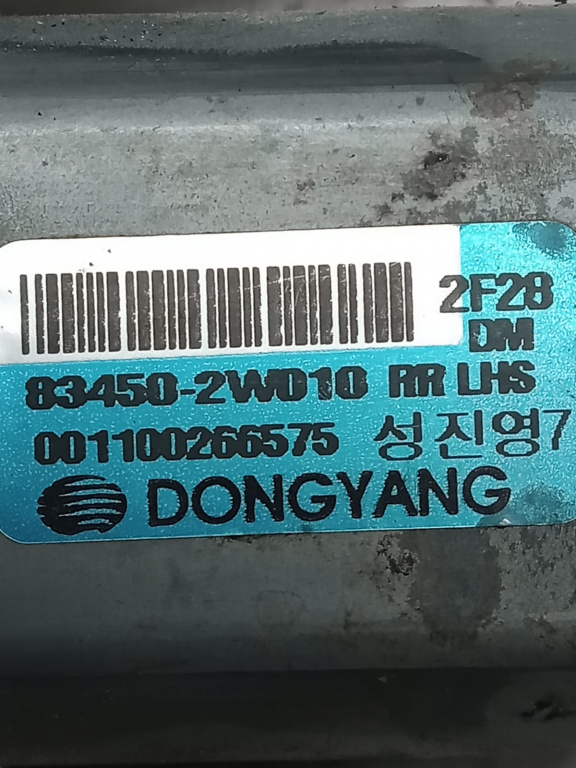 2F28
DM
83450-2W010 RR LHS
001100266575 성진영7
DONGYANG